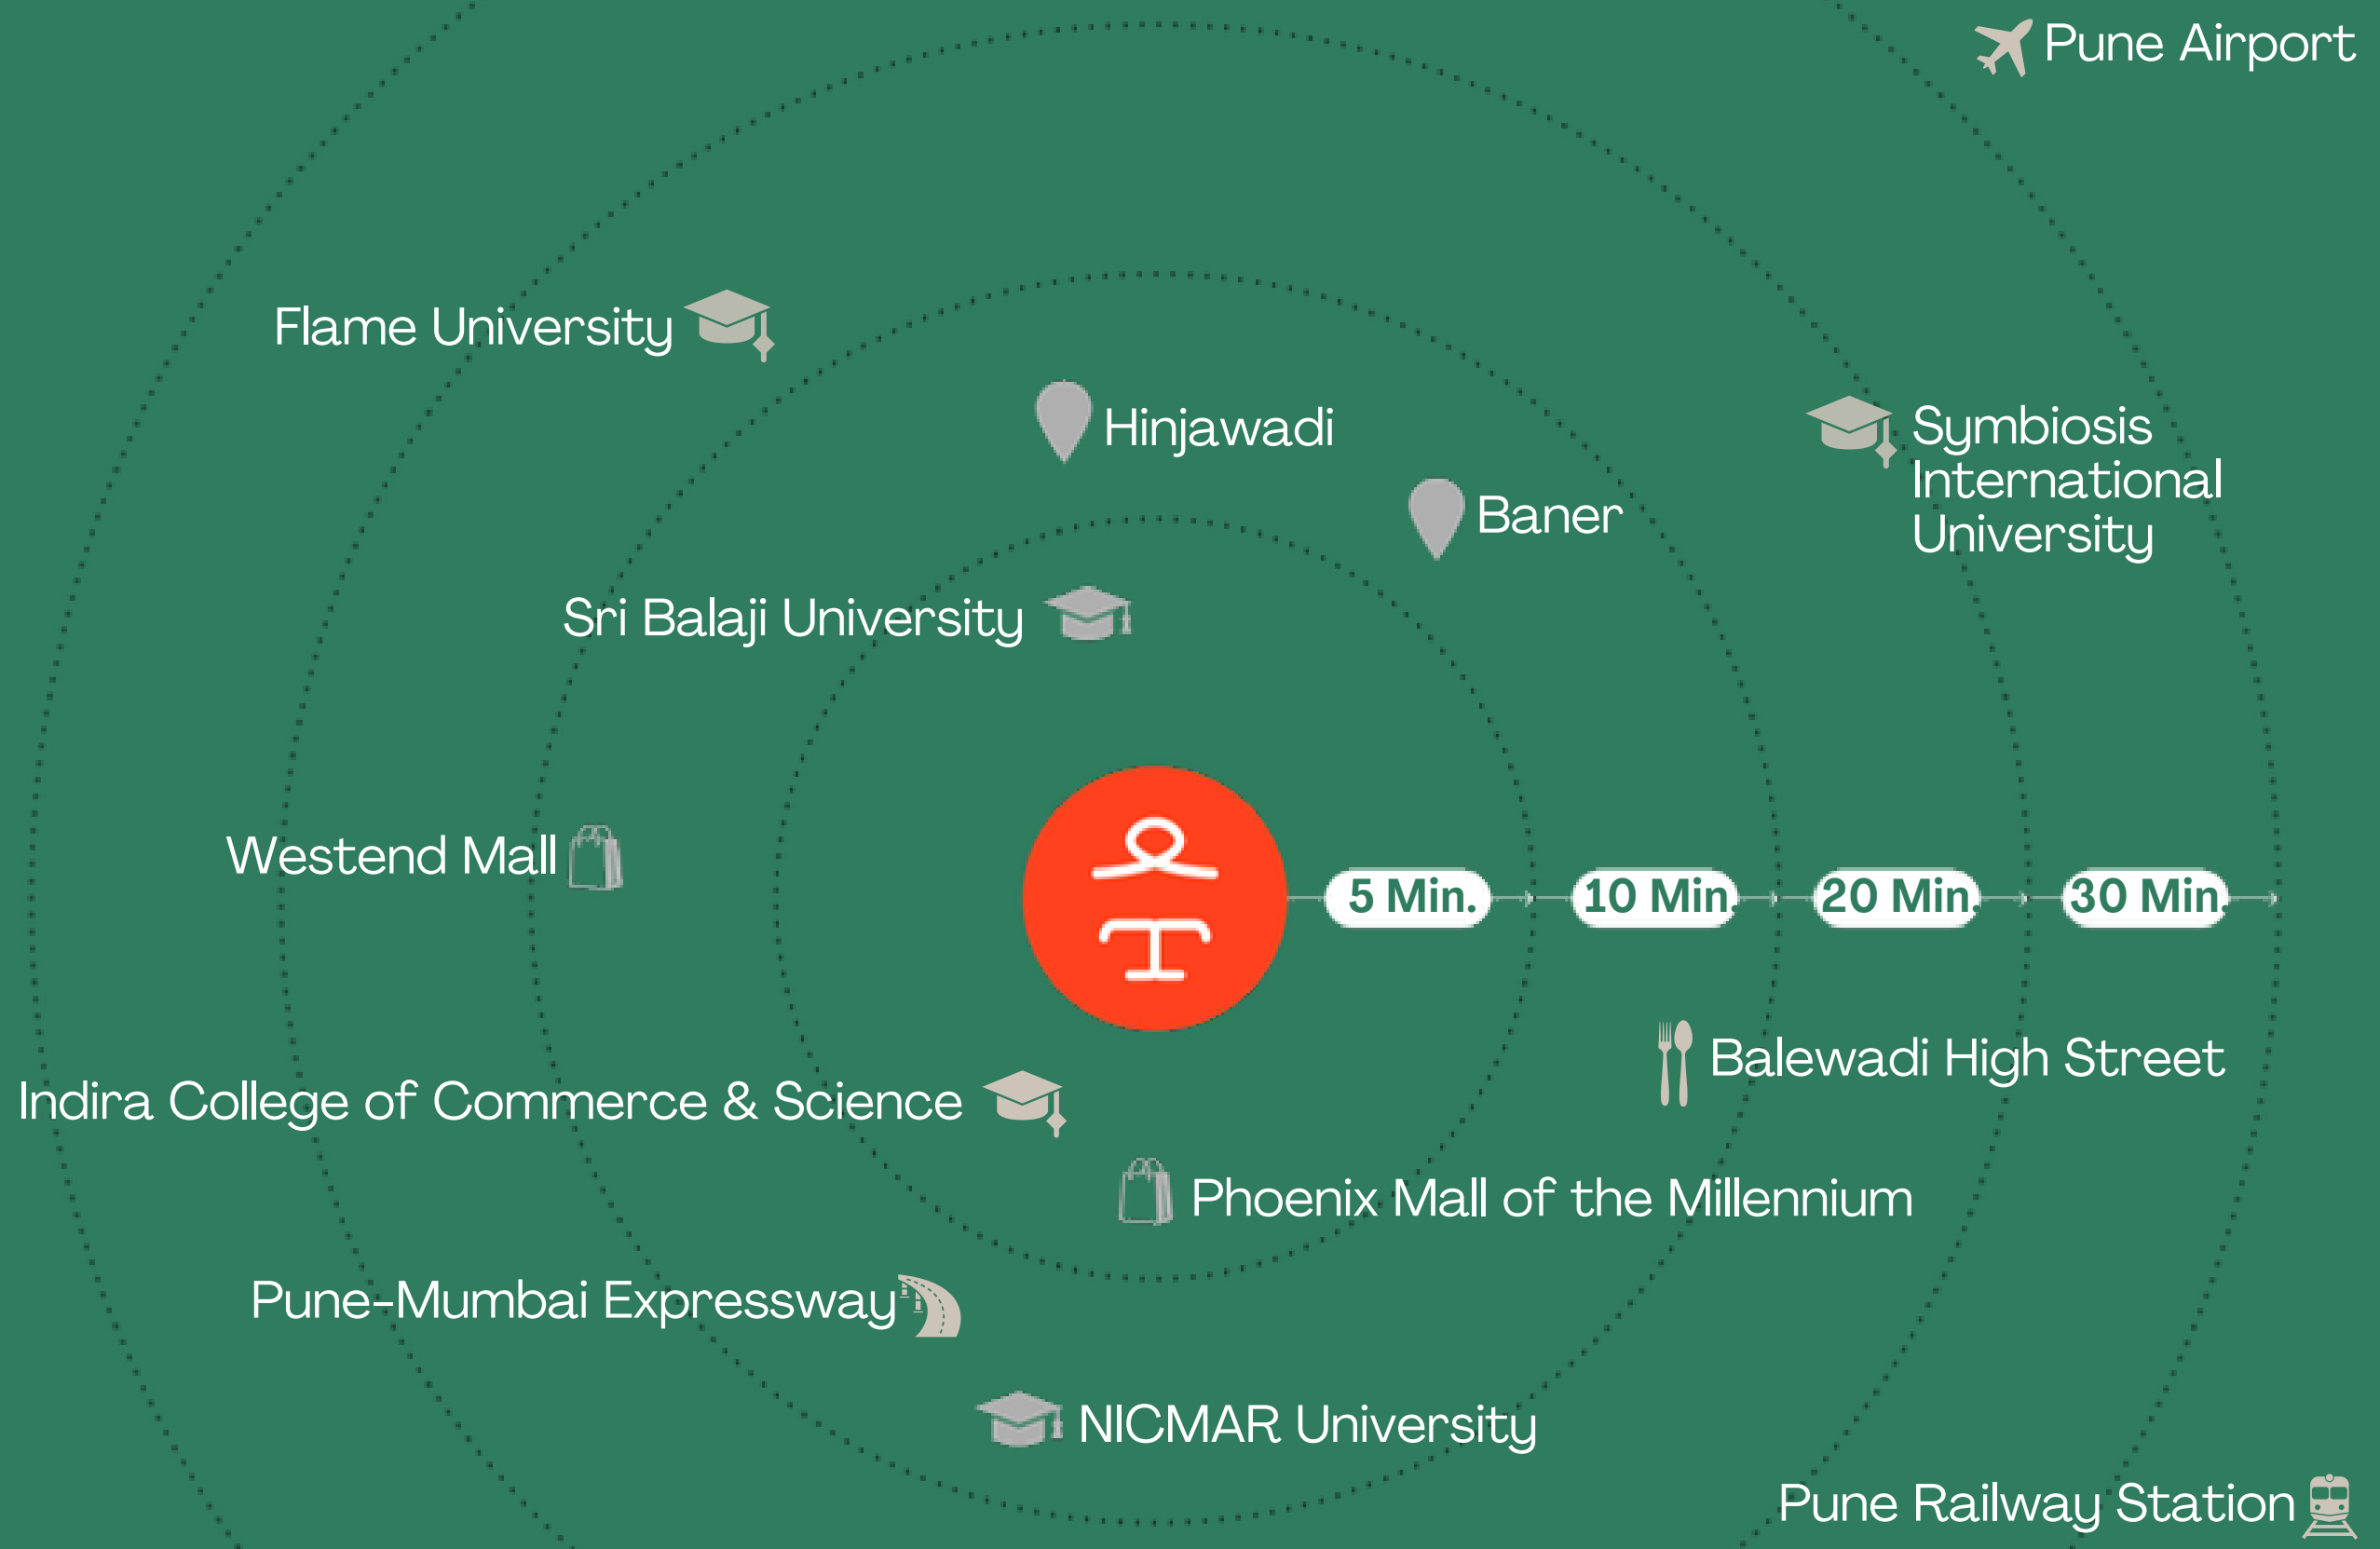 Pune Airport
Flame University
Hinjawadi
Symbiosis
International
University
Baner
Sri Balaji University
Westend Mall
5 Min.
10 Min.
20 Min.
30 Min.
Balewadi High Street
Indira College of Commerce & Science
Phoenix Mall of the Millennium
Pune-Mumbai Expressway
NICMAR University
Pune Railway Station